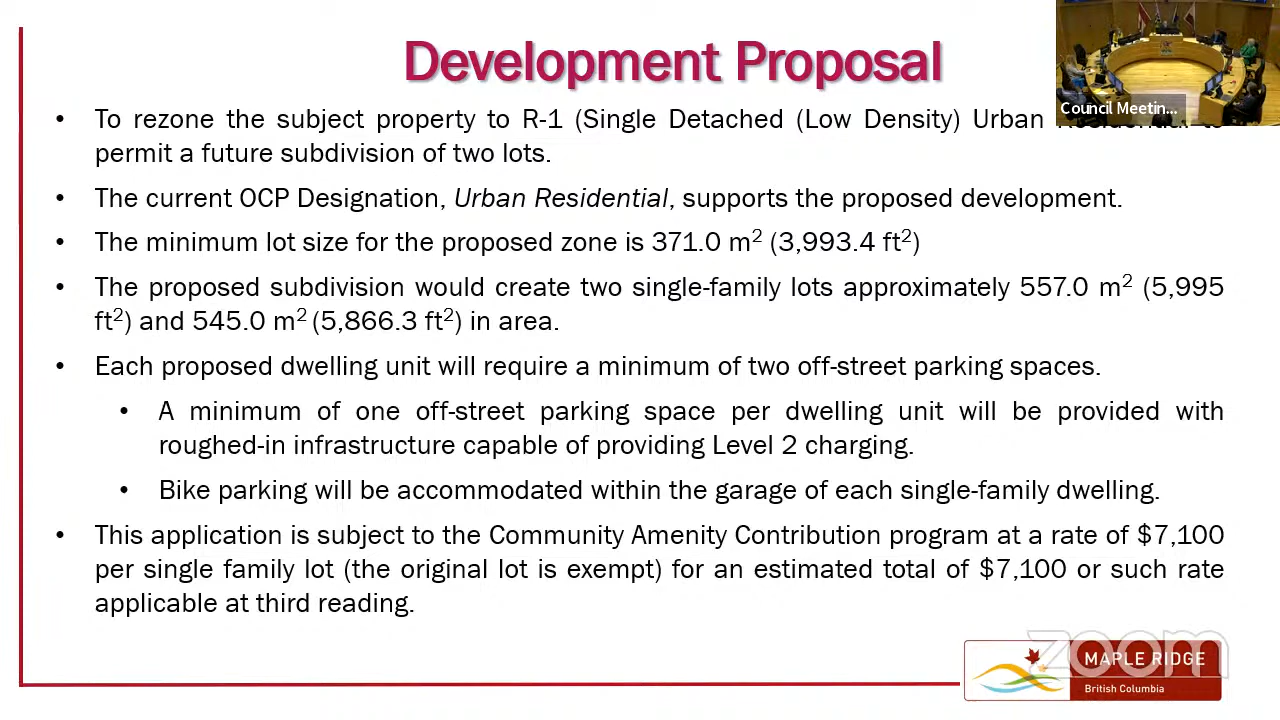 Development Proposal
Council Meetin...
• To rezone the subject property to R-1 (Single Detached (Low Density) Urban Residential to
permit a future subdivision of two lots.
• The current OCP Designation, Urban Residential, supports the proposed development.
• The minimum lot size for the proposed zone is 371.0 m² (3,993.4 ft²)
• The proposed subdivision would create two single-family lots approximately 557.0 m² (5,995
ft²) and 545.0 m² (5,866.3 ft²) in area.
• Each proposed dwelling unit will require a minimum of two off-street parking spaces.
• A minimum of one off-street parking space per dwelling unit will be provided with
roughed-in infrastructure capable of providing Level 2 charging.
• Bike parking will be accommodated within the garage of each single-family dwelling.
• This application is subject to the Community Amenity Contribution program at a rate of $7,100
per single family lot (the original lot is exempt) for an estimated total of $7,100 or such rate
applicable at third reading.
zoom
MAPLE RIDGE
British Columbia